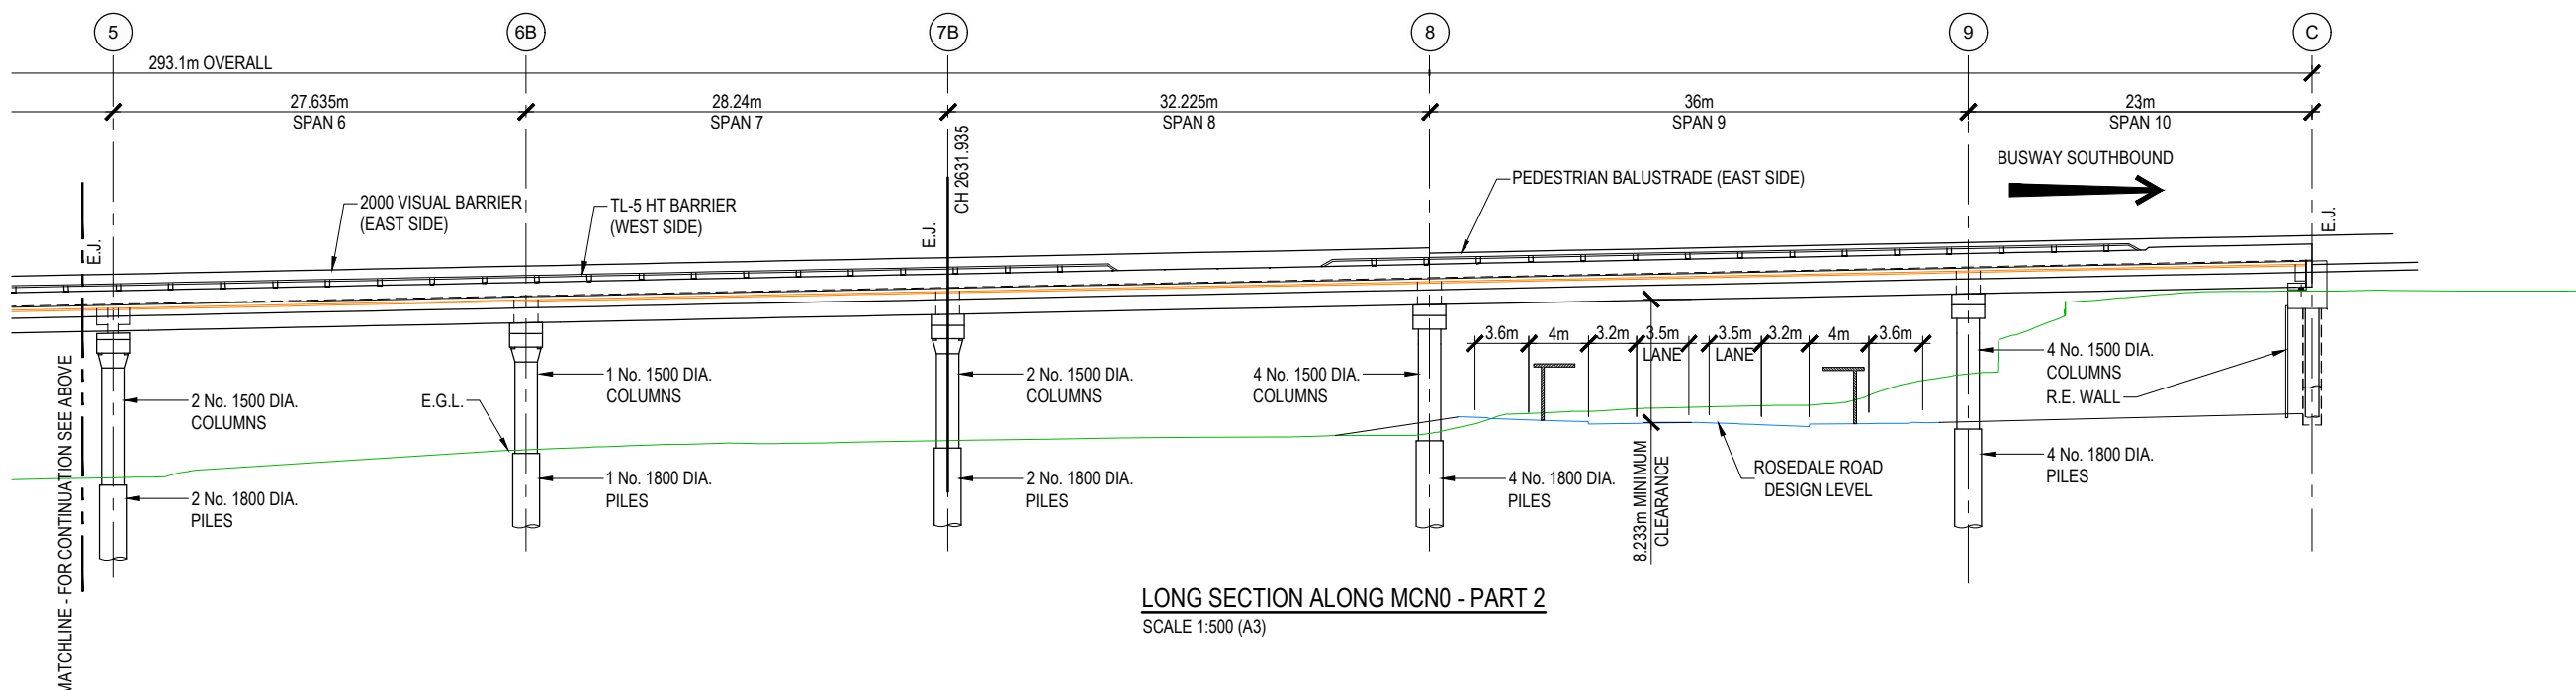 5
6B
7B
8
9
C
293.1m OVERALL
27.635m
SPAN 6
28.24m
SPAN 7
32.225m
SPAN 8
36m
SPAN 9
23m
SPAN 10
CH 2631.935
BUSWAY SOUTHBOUND
2000 VISUAL BARRIER
(EAST SIDE)
TL-5 HT BARRIER
(WEST SIDE)
PEDESTRIAN BALUSTRADE (EAST SIDE)
E.J.
E.J.
E.J.
3.6m
4m
3.2m
3.5m
LANE
3.5m
LANE
3.2m
4m
3.6m
2 No. 1500 DIA.
COLUMNS
E.G.L.
1 No. 1500 DIA.
COLUMNS
2 No. 1500 DIA.
COLUMNS
4 No. 1500 DIA.
COLUMNS
4 No. 1500 DIA.
COLUMNS
R.E. WALL
2 No. 1800 DIA.
PILES
1 No. 1800 DIA.
PILES
2 No. 1800 DIA.
PILES
4 No. 1800 DIA.
PILES
8.233m MINIMUM
CLEARANCE
ROSEDALE ROAD
DESIGN LEVEL
4 No. 1800 DIA.
PILES
MATCHLINE - FOR CONTINUATION SEE ABOVE
LONG SECTION ALONG MCN0 - PART 2
SCALE 1:500 (A3)